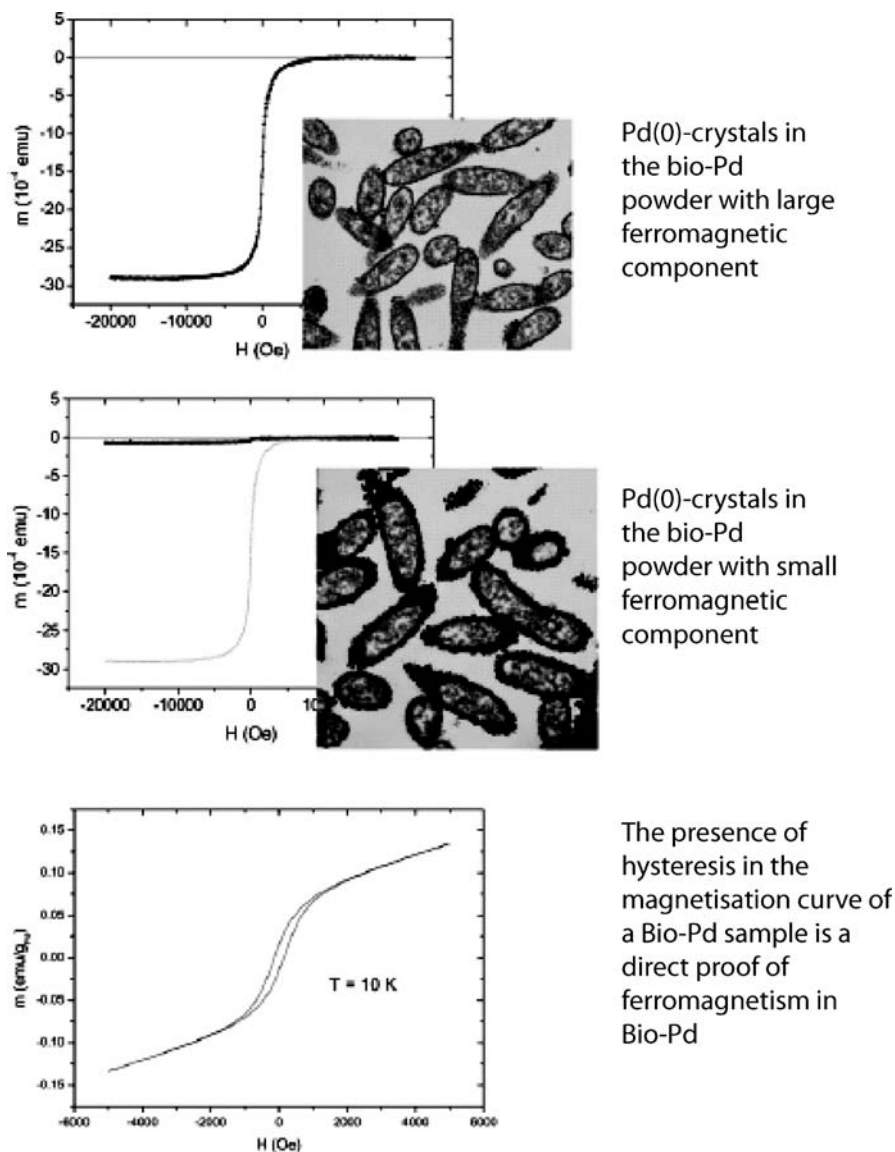 5
0
-5
-10
-15
-20
-25
-30
m (10⁻⁴ emu)
-20000 -10000 0
H (Oe)
Pd(0)-crystals in
the bio-Pd
powder with large
ferromagnetic
component
5
0
-5
-10
-15
-20
-25
-30
m (10⁻⁴ emu)
-20000 -10000 0
H (Oe)
Pd(0)-crystals in
the bio-Pd
powder with small
ferromagnetic
component
0.15
0.10
0.05
0.00
-0.05
-0.10
-0.15
T = 10 K
-6000 -4000 -2000 0 2000 4000 6000
H (Oe)
The presence of
hysteresis in the
magnetisation curve of
a Bio-Pd sample is a
direct proof of
ferromagnetism in
Bio-Pd